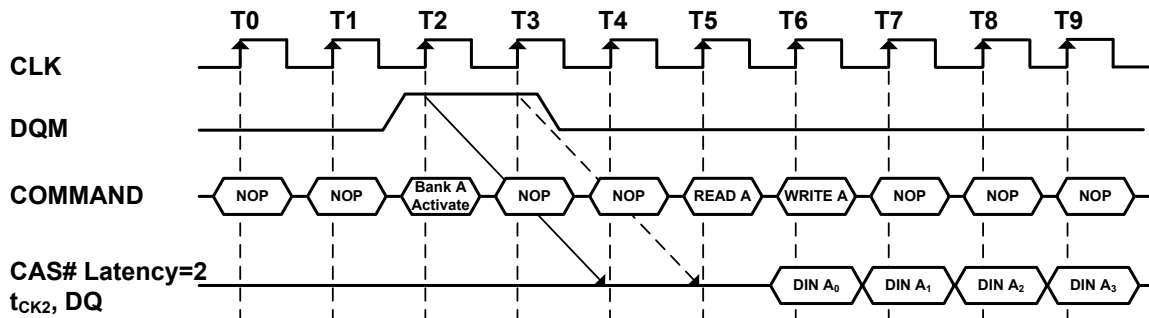 T0 T1 T2 T3 T4 T5 T6 T7 T8 T9
CLK
DQM
COMMAND NOP NOP Bank A Activate NOP NOP READ A WRITE A NOP NOP NOP
CAS# Latency=2
tCK2, DQ DIN A0 DIN A1 DIN A2 DIN A3